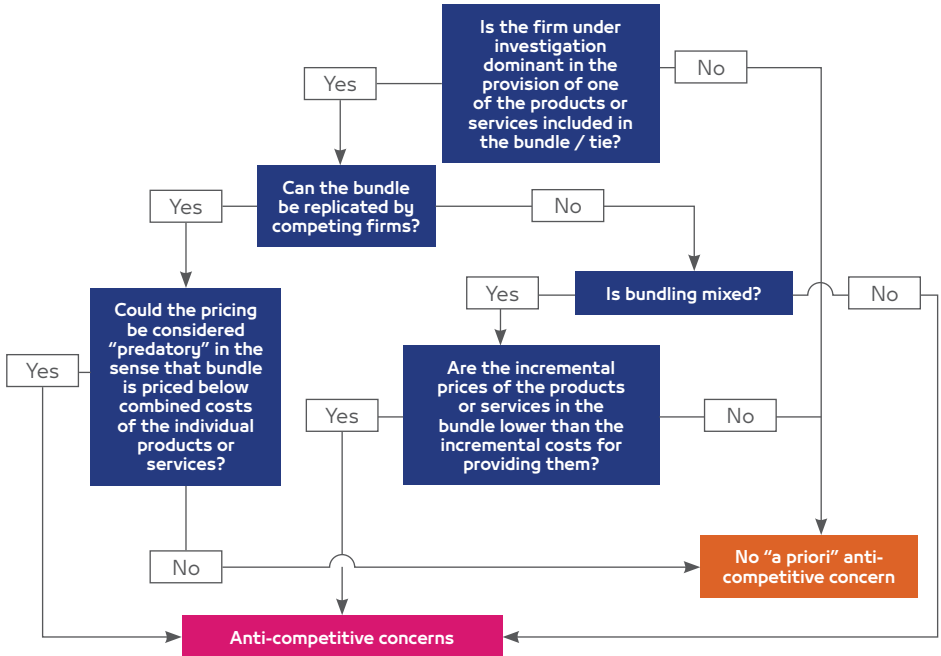 Is the firm under
investigation
dominant in the
provision of one
of the products or
services included in
the bundle / tie?
Yes
No
Can the bundle
be replicated by
competing firms?
Yes
No
Is bundling mixed?
Yes
No
Could the pricing
be considered
“predatory” in the
sense that bundle
is priced below
combined costs
of the individual
products or
services?
Yes
Are the incremental
prices of the products
or services in the
bundle lower than the
incremental costs for
providing them?
Yes
No
No
No “a priori” anti-
competitive concern
Anti-competitive concerns